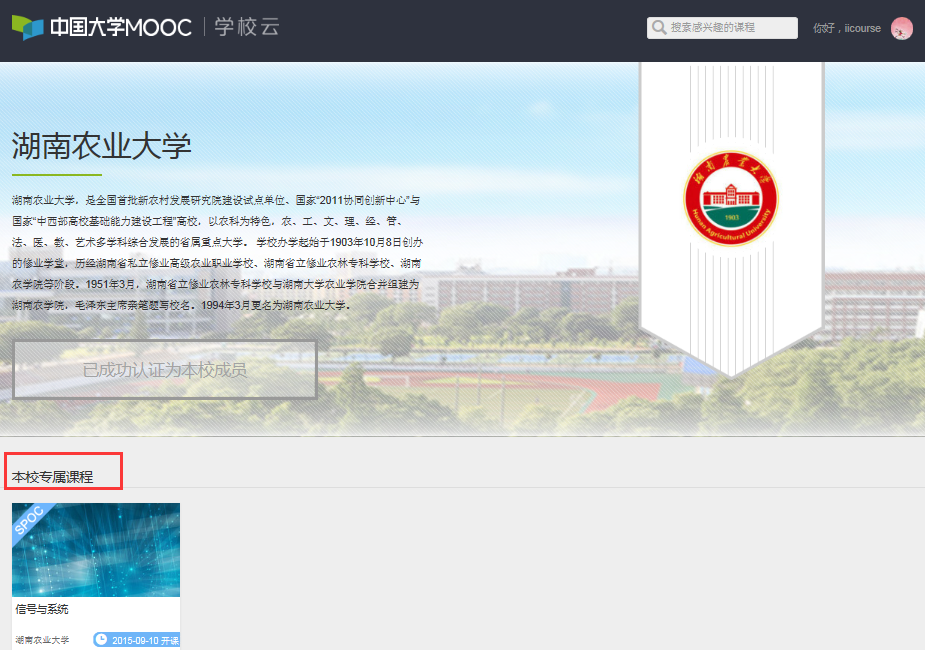 中国大学MOOC 学校云
搜索感兴趣的课程
你好，iicourse
湖南农业大学
湖南农业大学，是全国首批新农村发展研究院建设试点单位、国家“2011协同创新中心”与
国家“中西部高校基础能力建设工程”高校，以农科为特色，农、工、文、理、经、管、
法、医、教、艺术多学科综合发展的省属重点大学。 学校办学起始于1903年10月8日创办
的修业学堂，历经湖南省私立修业高级农业职业学校、湖南省立修业农林专科学校、湖南
农学院等阶段。1951年3月，湖南省立修业农林专科学校与湖南大学农业学院合并组建为
湖南农学院，毛泽东主席亲笔题写校名。1994年3月更名为湖南农业大学。
湖南农业大学
1903
Hunan Agricultural University
已成功认证为本校成员
本校专属课程
SPOC
信号与系统
湖南农业大学
2015-09-10 开课